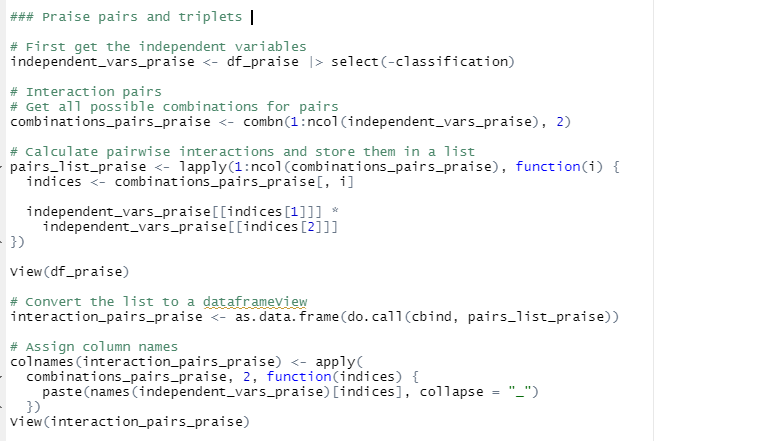 ### Praise pairs and triplets
# First get the independent variables
independent_vars_praise <- df_praise |> select(-classification)
# Interaction pairs
# Get all possible combinations for pairs
combinations_pairs_praise <- combn(1:ncol(independent_vars_praise), 2)
# Calculate pairwise interactions and store them in a list
pairs_list_praise <- lapply(1:ncol(combinations_pairs_praise), function(i) {
  indices <- combinations_pairs_praise[, i]
  independent_vars_praise[[indices[1]]] *
    independent_vars_praise[[indices[2]]]
})
View(df_praise)
# Convert the list to a dataframeView
interaction_pairs_praise <- as.data.frame(do.call(cbind, pairs_list_praise))
# Assign column names
colnames(interaction_pairs_praise) <- apply(
  combinations_pairs_praise, 2, function(indices) {
    paste(names(independent_vars_praise)[indices], collapse = "_")
  })
View(interaction_pairs_praise)